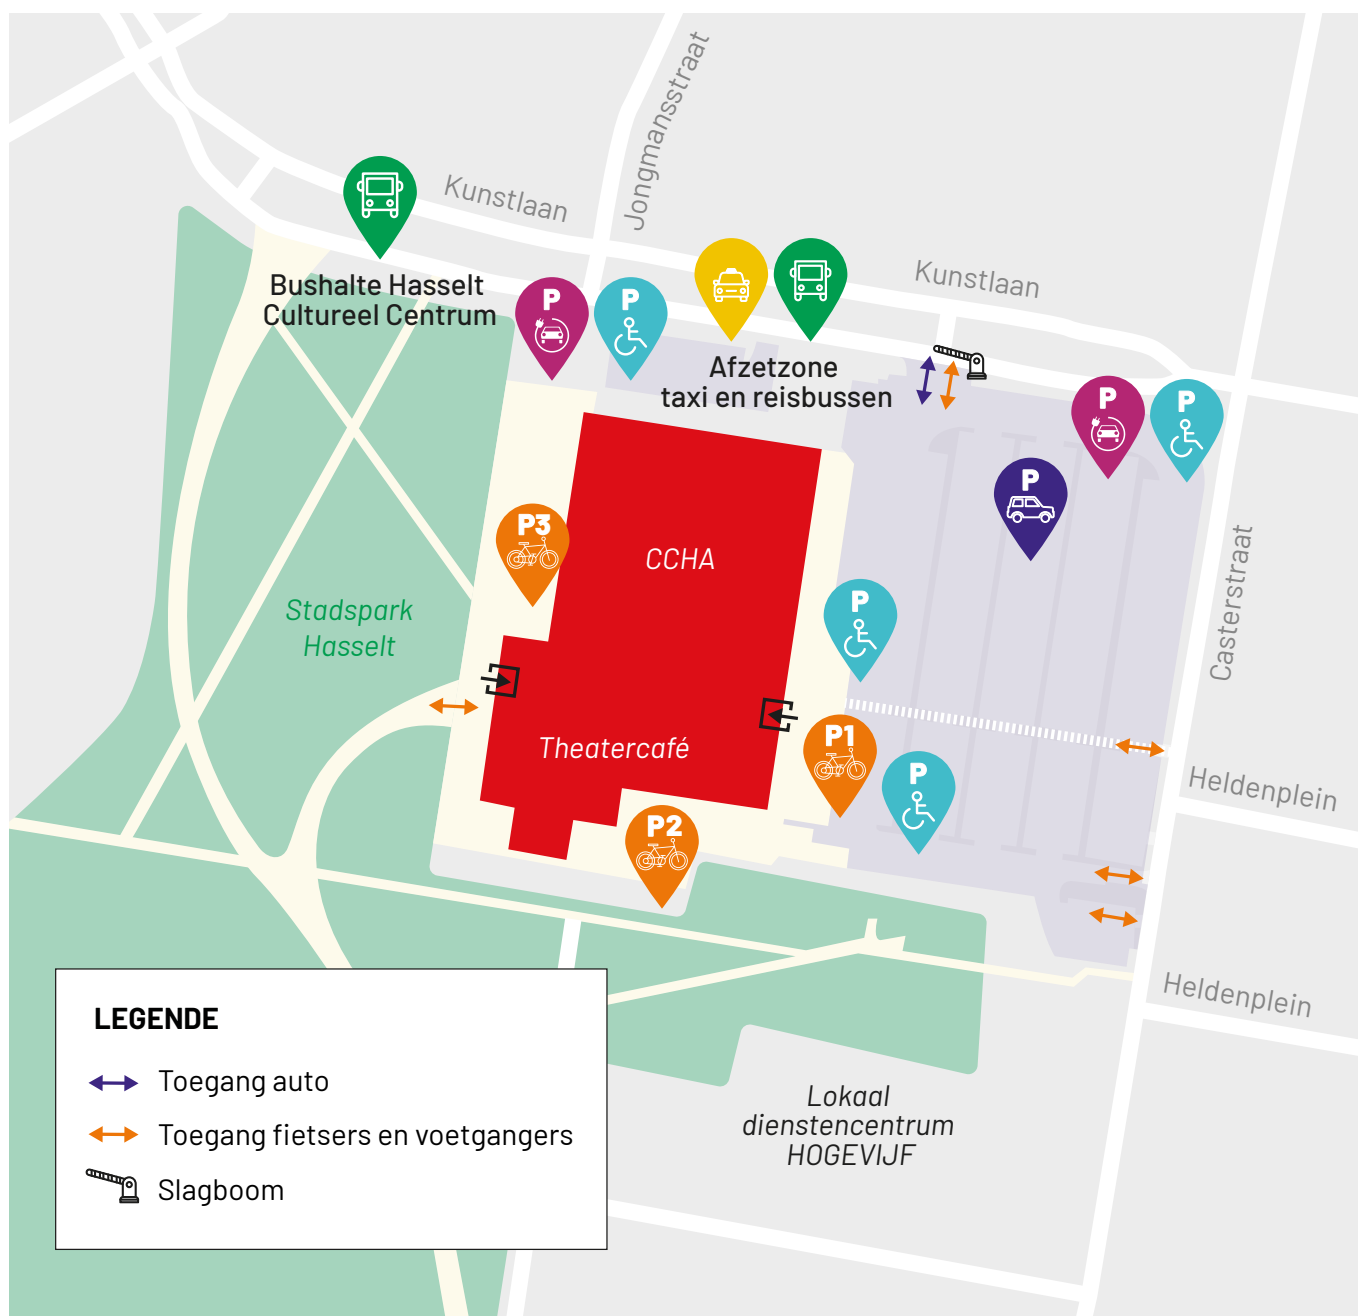 Jongmansstraat
Kunstlaan
Kunstlaan
Bushalte Hasselt
Cultureel Centrum
P
P
Afzetzone
taxi en reisbussen
P
P
P
P3
CCHA
Casterstraat
Stadspark
Hasselt
P
Theatercafé
P1
P
Heldenplein
P2
Heldenplein
LEGENDE
Toegang auto
Toegang fietsers en voetgangers
Slagboom
Lokaal
dienstencentrum
HOGEVIJF